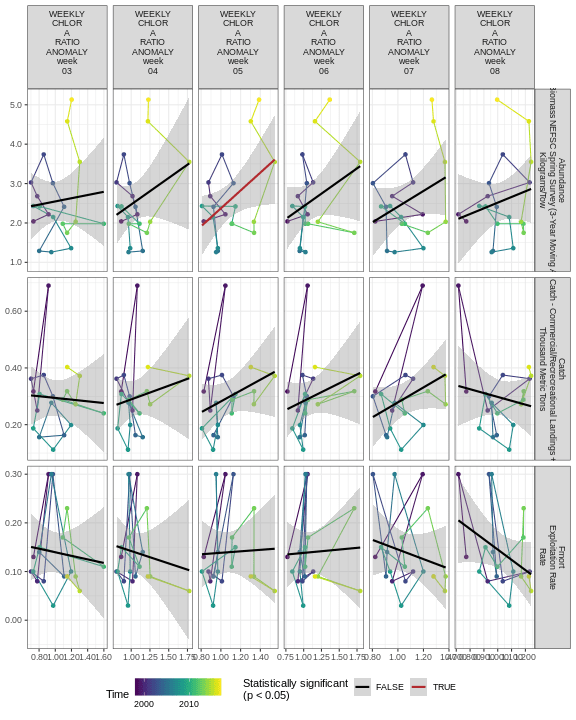 WEEKLY CHLOR A RATIO ANOMALY week 03
WEEKLY CHLOR A RATIO ANOMALY week 04
WEEKLY CHLOR A RATIO ANOMALY week 05
WEEKLY CHLOR A RATIO ANOMALY week 06
WEEKLY CHLOR A RATIO ANOMALY week 07
WEEKLY CHLOR A RATIO ANOMALY week 08
5.0
4.0
3.0
2.0
1.0
Abundance
NEFSC Spring Survey (3-Year Moving
Kilograms/Tow
0.60
0.40
0.20
Catch
Catch - Commercial/Recreational Landings +
Thousand Metric Tons
0.30
0.20
0.10
0.00
Fmort
Exploitation Rate
Rate
0.80 1.00 1.20 1.40 1.60
1.00 1.25 1.50 1.75
0.80 1.00 1.20 1.40
0.75 1.00 1.25 1.50 1.75
0.80 1.00 1.20
Time
2000 2010
Statistically significant
(p < 0.05)
FALSE TRUE